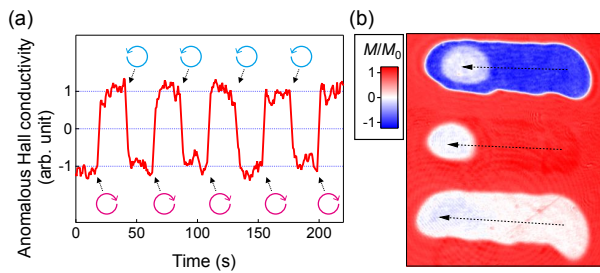 (a)
(b)
Anomalous Hall conductivity
(arb. unit)
1
0
-1
0
50
100
150
200
Time (s)
M/M0
1
0
-1